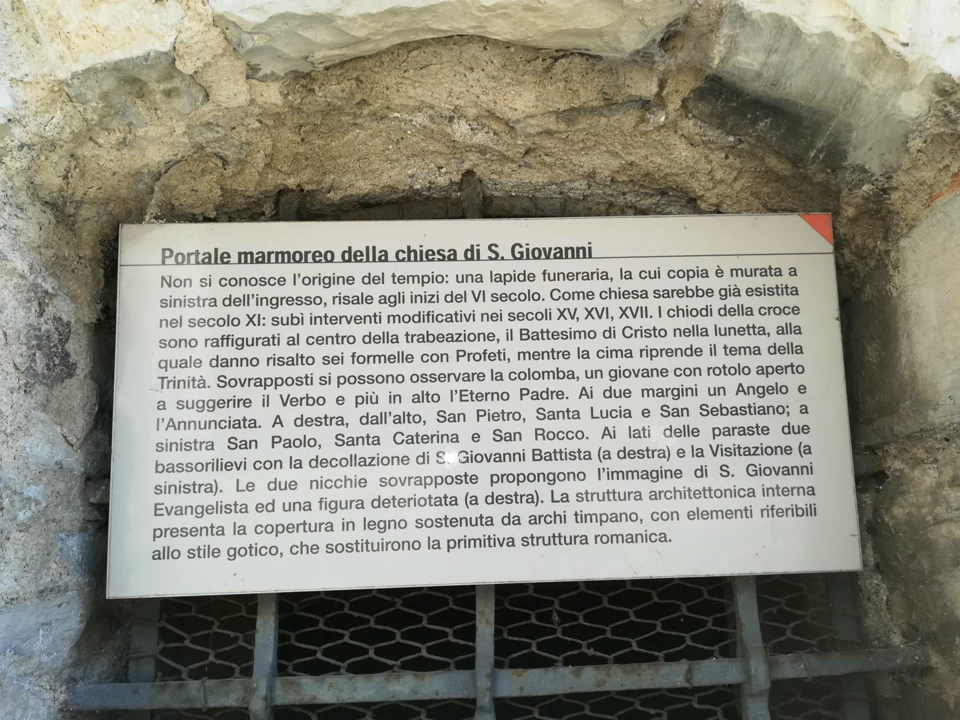 Portale marmoreo della chiesa di S. Giovanni
Non si conosce l'origine del tempio: una lapide funeraria, la cui copia è murata a
sinistra dell'ingresso, risale agli inizi del VI secolo. Come chiesa sarebbe già esistita
nel secolo XI: subì interventi modificativi nei secoli XV, XVI, XVII. I chiodi della croce
sono raffigurati al centro della trabeazione, il Battesimo di Cristo nella lunetta, alla
quale danno risalto sei formelle con Profeti, mentre la cima riprende il tema della
Trinità. Sovrapposti si possono osservare la colomba, un giovane con rotolo aperto
a suggerire il Verbo e più in alto l'Eterno Padre. Ai due margini un Angelo e
l'Annunciata. A destra, dall'alto, San Pietro, Santa Lucia e San Sebastiano; a
sinistra San Paolo, Santa Caterina e San Rocco. Ai lati delle paraste due
bassorilievi con la decollazione di S. Giovanni Battista (a destra) e la Visitazione (a
sinistra). Le due nicchie sovrapposte propongono l'immagine di S. Giovanni
Evangelista ed una figura deteriotata (a destra). La struttura architettonica interna
presenta la copertura in legno sostenuta da archi timpano, con elementi riferibili
allo stile gotico, che sostituirono la primitiva struttura romanica.